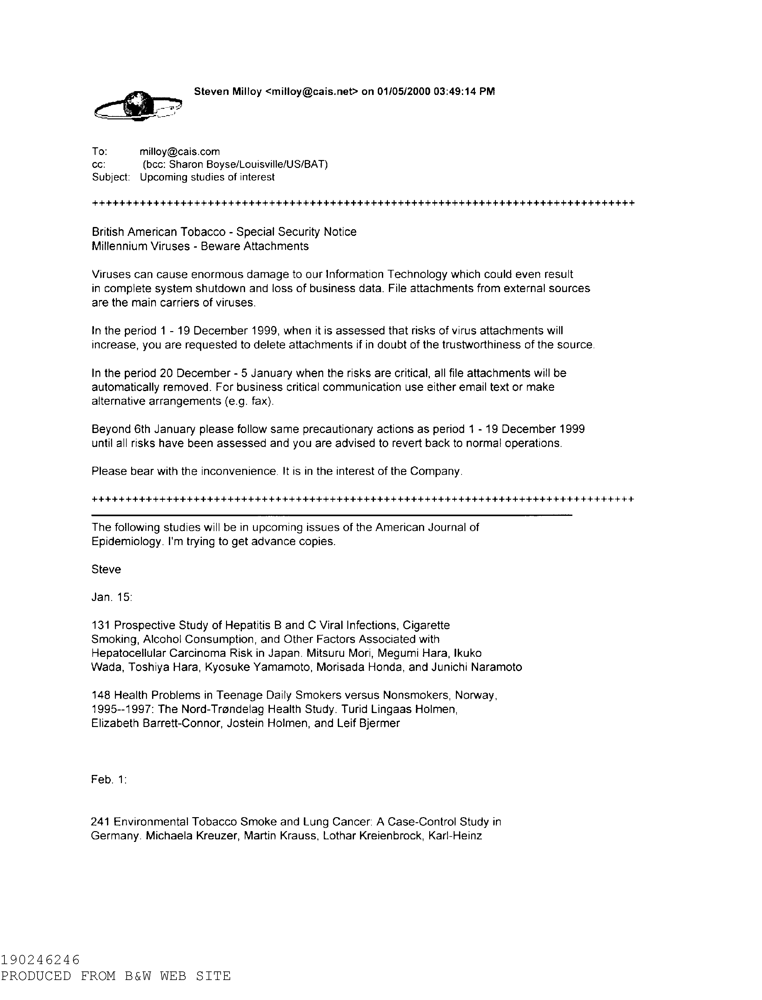 Steven Milloy <milloy@cais.net> on 01/05/2000 03:49:14 PM
To: milloy@cais.com
cc: (bcc: Sharon Boyse/Louisville/US/BAT)
Subject: Upcoming studies of interest
++++++++++++++++++++++++++++++++++++++++++++++++++++++++++++++++++++++++++++++++
British American Tobacco - Special Security Notice
Millennium Viruses - Beware Attachments
Viruses can cause enormous damage to our Information Technology which could even result
in complete system shutdown and loss of business data. File attachments from external sources
are the main carriers of viruses.
In the period 1 - 19 December 1999, when it is assessed that risks of virus attachments will
increase, you are requested to delete attachments if in doubt of the trustworthiness of the source.
In the period 20 December - 5 January when the risks are critical, all file attachments will be
automatically removed. For business critical communication use either email text or make
alternative arrangements (e.g. fax).
Beyond 6th January please follow same precautionary actions as period 1 - 19 December 1999
until all risks have been assessed and you are advised to revert back to normal operations.
Please bear with the inconvenience. It is in the interest of the Company.
++++++++++++++++++++++++++++++++++++++++++++++++++++++++++++++++++++++++++++++++
The following studies will be in upcoming issues of the American Journal of
Epidemiology. I'm trying to get advance copies.
Steve
Jan. 15:
131 Prospective Study of Hepatitis B and C Viral Infections, Cigarette
Smoking, Alcohol Consumption, and Other Factors Associated with
Hepatocellular Carcinoma Risk in Japan. Mitsuru Mori, Megumi Hara, Ikuko
Wada, Toshiya Hara, Kyosuke Yamamoto, Morisada Honda, and Junichi Naramoto
148 Health Problems in Teenage Daily Smokers versus Nonsmokers, Norway,
1995--1997: The Nord-Trøndelag Health Study. Turid Lingaas Holmen,
Elizabeth Barrett-Connor, Jostein Holmen, and Leif Bjermer
Feb. 1:
241 Environmental Tobacco Smoke and Lung Cancer: A Case-Control Study in
Germany. Michaela Kreuzer, Martin Krauss, Lothar Kreienbrock, Karl-Heinz
190246246
PRODUCED FROM B&W WEB SITE